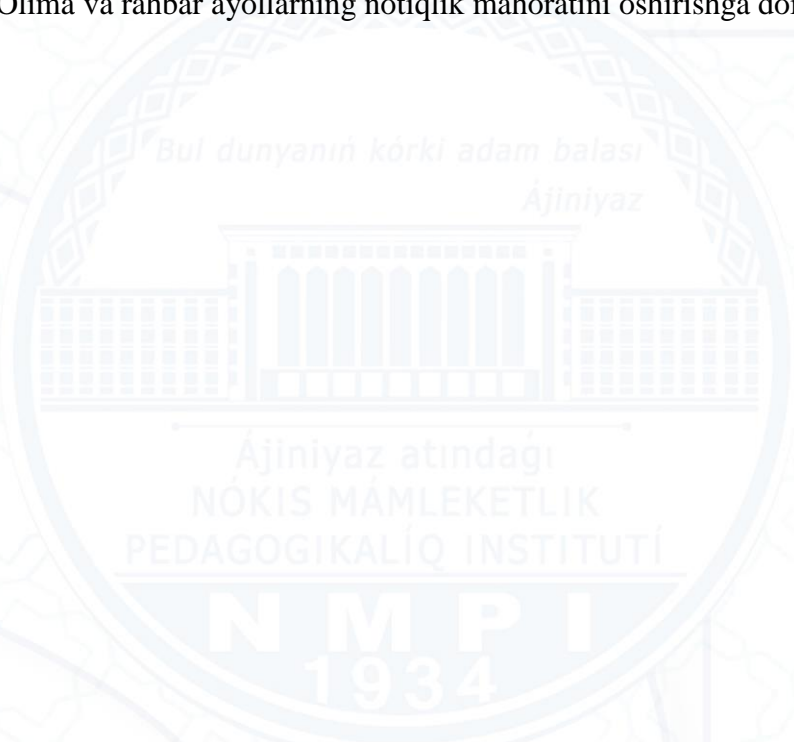 Olima va rahbar ayollarning notiqlik mahoratini oshirishga
Bul dunyanıń kórki adam balası
Ájiniyaz
Ájiniyaz atındaǵı
NÓKIS MÁMLEKETLIK
PEDAGOGIKALÍQ INSTITUTÍ
NMPI
1934